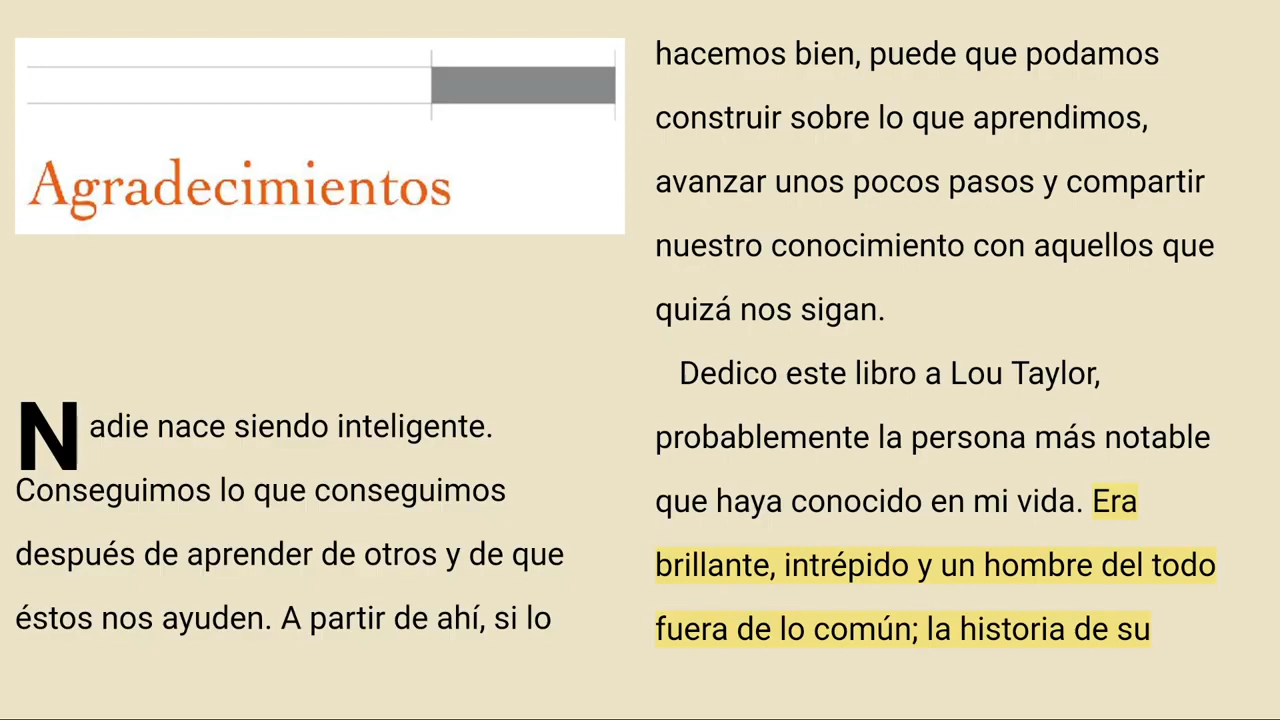 Agradecimientos
Nadie nace siendo inteligente.
Conseguimos lo que conseguimos
después de aprender de otros y de que
éstos nos ayuden. A partir de ahí, si lo
hacemos bien, puede que podamos
construir sobre lo que aprendimos,
avanzar unos pocos pasos y compartir
nuestro conocimiento con aquellos que
quizá nos sigan.
Dedico este libro a Lou Taylor,
probablemente la persona más notable
que haya conocido en mi vida. Era
brillante, intrépido y un hombre del todo
fuera de lo común; la historia de su